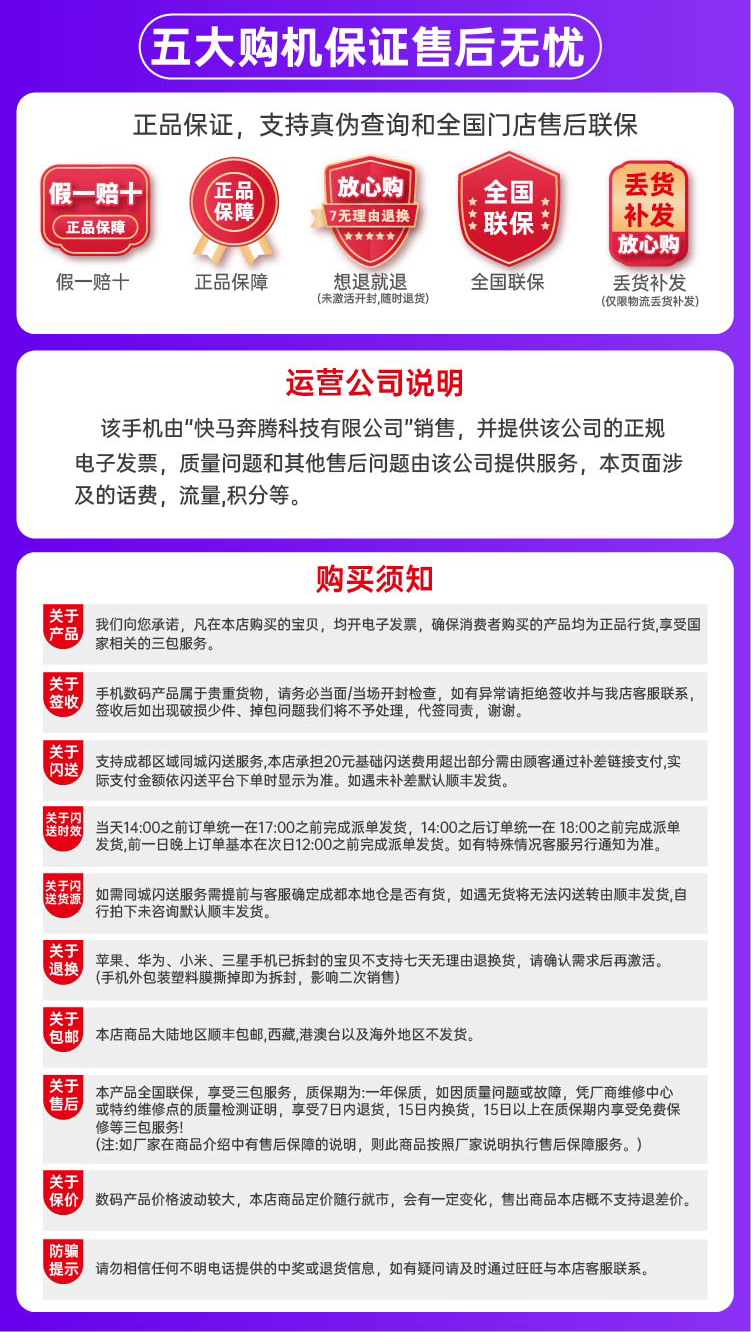 五大购机保证售后无忧
正品保证，支持真伪查询和全国门店售后联保
假一赔十
正品保障
正品
保障
放心购
7无理由退换
全国
联保
丢货
补发
放心购
假一赔十
正品保障
想退就退
(未激活开封,随时退货)
全国联保
丢货补发
(仅限物流丢货补发)
运营公司说明
该手机由“快马奔腾科技有限公司”销售，并提供该公司的正规
电子发票，质量问题和其他售后问题由该公司提供服务，本页面涉
及的话费，流量,积分等。
购买须知
关于
产品
我们向您承诺，凡在本店购买的宝贝，均开电子发票，确保消费者购买的产品均为正品行货,享受国
家相关的三包服务。
关于
签收
手机数码产品属于贵重货物，请务必当面/当场开封检查，如有异常请拒绝签收并与我店客服联系，
签收后如出现破损少件、掉包问题我们将不予处理，代签同责，谢谢。
关于
闪送
支持成都区域同城闪送服务,本店承担20元基础闪送费用超出部分需由顾客通过补差链接支付,实
际支付金额依闪送平台下单时显示为准。如遇未补差默认顺丰发货。
关于闪
送时效
当天14:00之前订单统一在17:00之前完成派单发货，14:00之后订单统一在 18:00之前完成派单
发货,前一日晚上订单基本在次日12:00之前完成派单发货。如有特殊情况客服另行通知为准。
关于闪
送货源
如需同城闪送服务需提前与客服确定成都本地仓是否有货，如遇无货将无法闪送转由顺丰发货,自
行拍下未咨询默认顺丰发货。
关于
退换
苹果、华为、小米、三星手机已拆封的宝贝不支持七天无理由退换货，请确认需求后再激活。
(手机外包装塑料膜撕掉即为拆封，影响二次销售)
关于
包邮
本店商品大陆地区顺丰包邮,西藏,港澳台以及海外地区不发货。
关于
售后
本产品全国联保，享受三包服务，质保期为:一年保质，如因质量问题或故障，凭厂商维修中心
或特约维修点的质量检测证明，享受7日内退货，15日内换货，15日以上在质保期内享受免费保
修等三包服务!
(注:如厂家在商品介绍中有售后保障的说明，则此商品按照厂家说明执行售后保障服务。)
关于
保价
数码产品价格波动较大，本店商品定价随行就市，会有一定变化，售出商品本店概不支持退差价。
防骗
提示
请勿相信任何不明电话提供的中奖或退货信息，如有疑问请及时通过旺旺与本店客服联系。